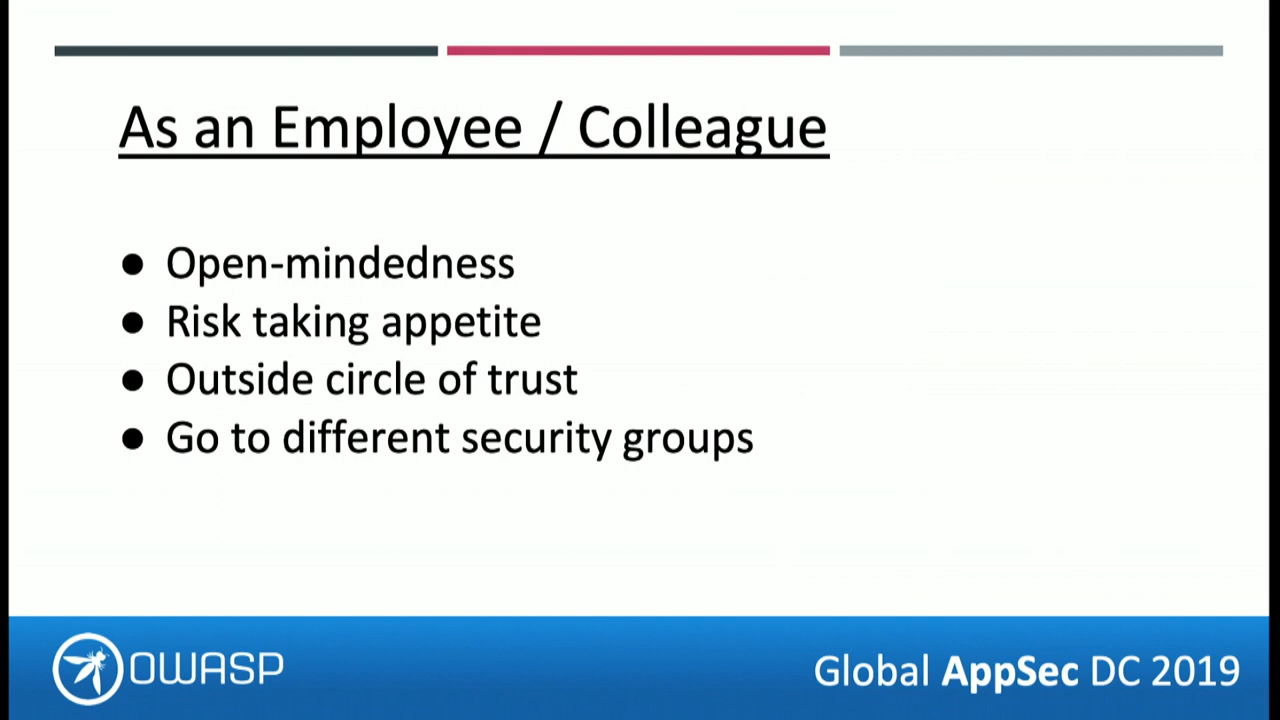 As an Employee / Colleague
● Open-mindedness
● Risk taking appetite
● Outside circle of trust
● Go to different security groups
OWASP
Global AppSec DC 2019